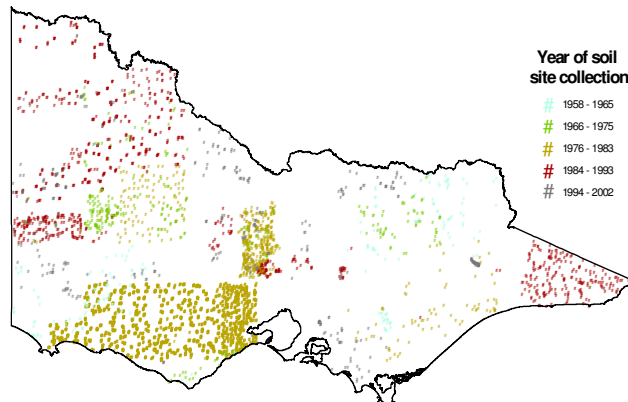 Year of soil
site collection
# 1958 - 1965
# 1966 - 1975
# 1976 - 1983
# 1984 - 1993
# 1994 - 2002